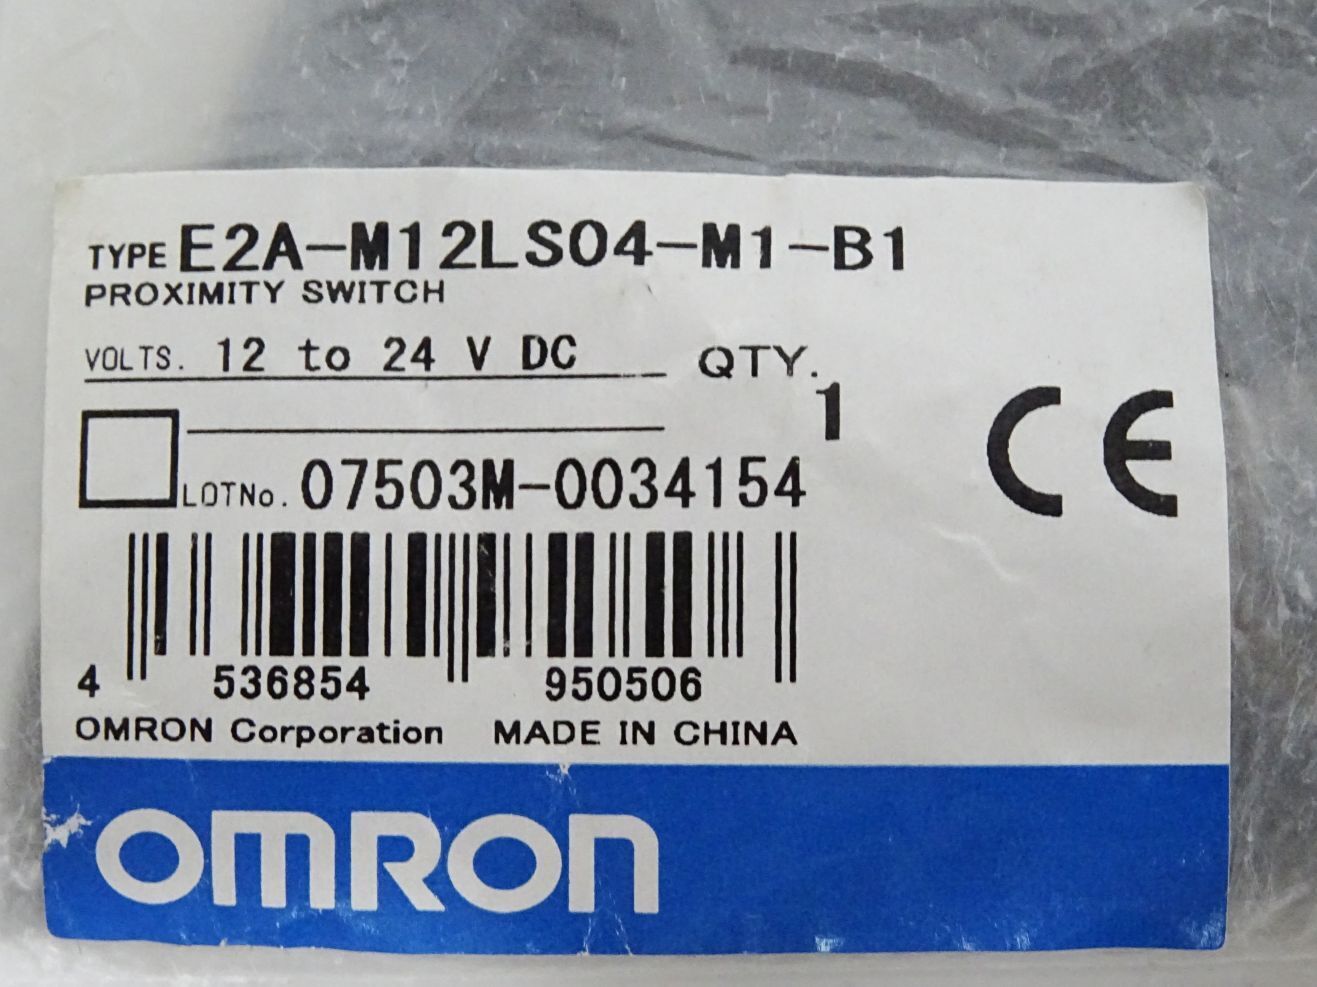 TYPE E2A-M12LS04-M1-B1
PROXIMITY SWITCH
VOLTS. 12 to 24 V DC QTY.
1
LOTNo. 07503M-0034154
CE
4 536854 950506
OMRON Corporation MADE IN CHINA
OMRON